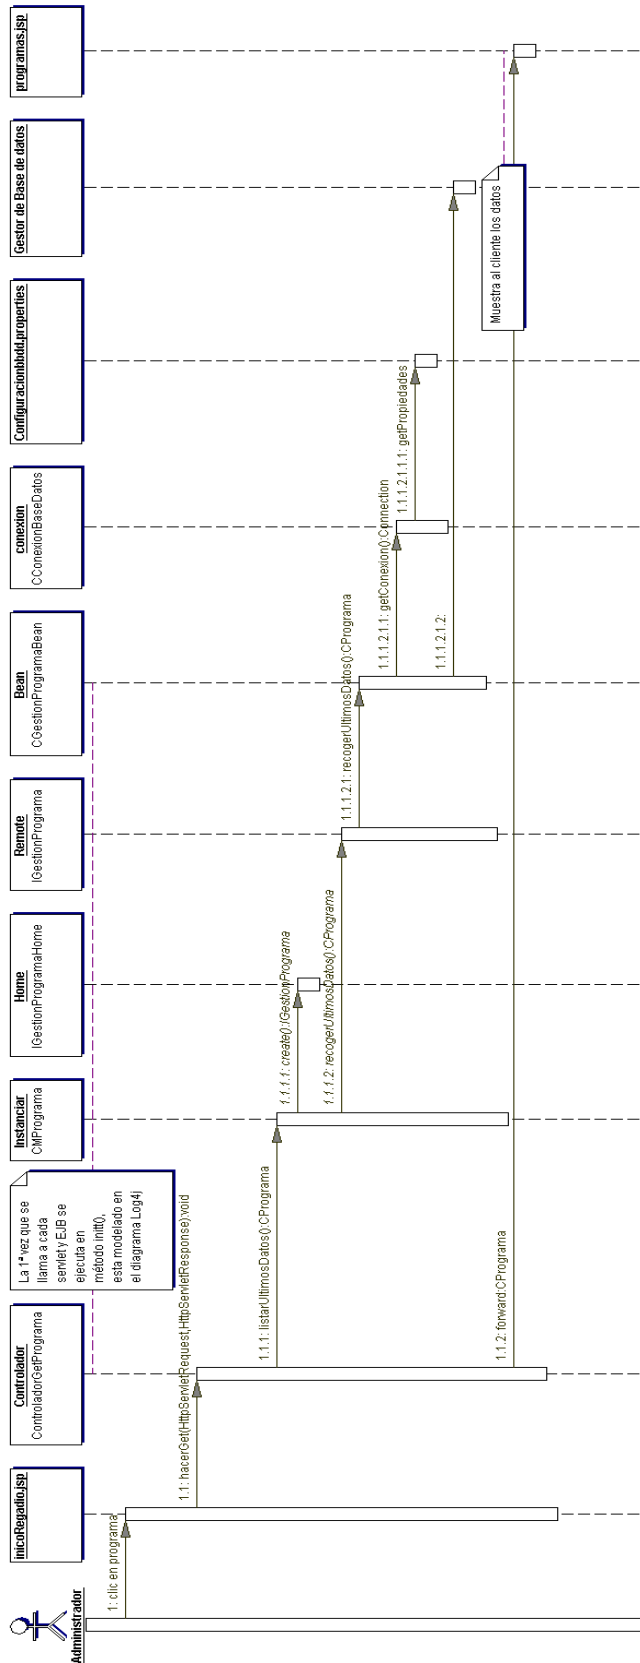 Administrador
inicoRegadio.jsp
Controlador
ControladorGetPrograma
La 1ª vez que se
llama a cada
servlet y EJB se
ejecuta en
método initt(),
esta modelado en
el diagrama Log4j
Instanciar
CMPrograma
Home
IGestionProgramaHome
Remote
IGestionPrograma
Bean
CGestionProgramaBean
conexion
CConexionBaseDatos
Configuracionbbdd.properties
Gestor de Base de datos
programas.jsp
1: clic en programa
1.1: hacerGet(HttpServletRequest,HttpServletResponse):void
1.1.1: listarUltimosDatos():CPrograma
1.1.1.1: create():IGestionPrograma
1.1.1.2: recogerUltimosDatos():CPrograma
1.1.1.2.1: recogerUltimosDatos():CPrograma
1.1.1.2.1.1: getConexion():Connection
1.1.1.2.1.1.1: getPropiedades
1.1.1.2.1.2:
Muestra al cliente los datos
1.1.2: forward:CPrograma